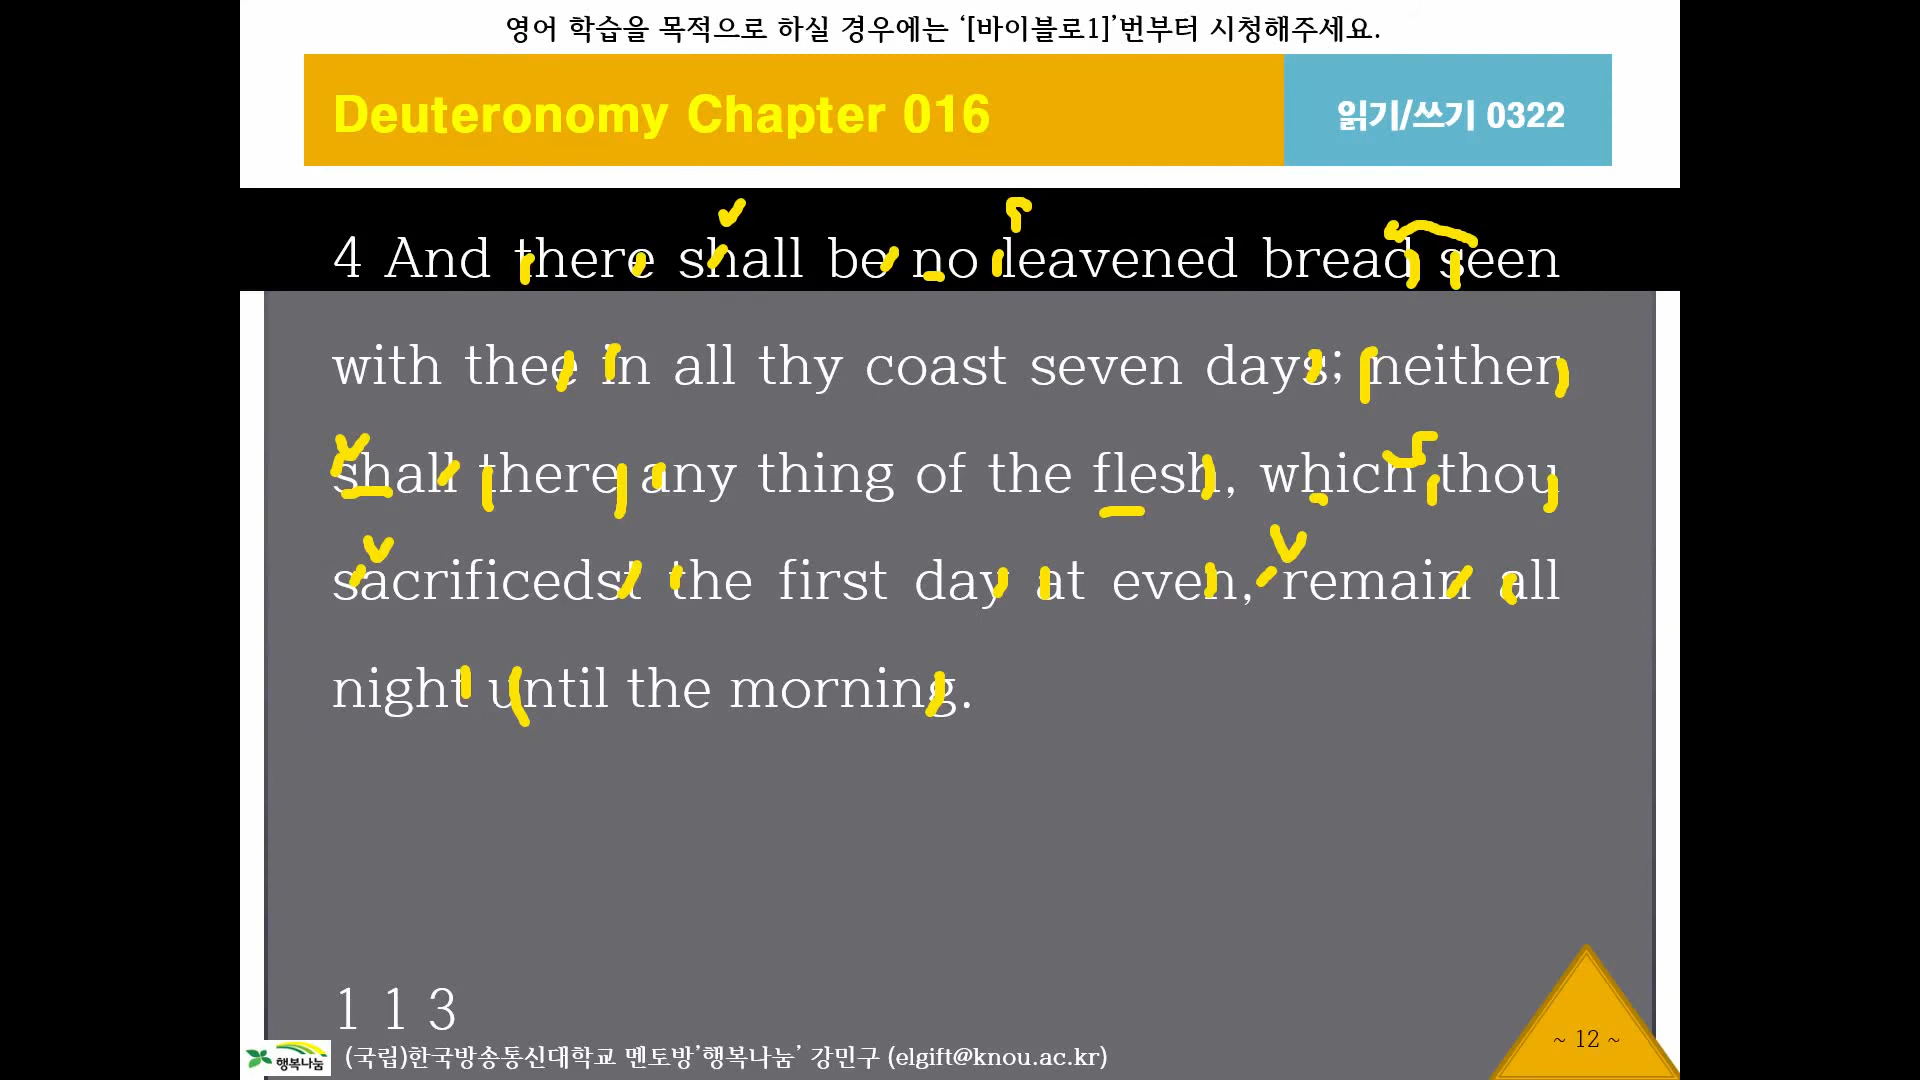 영어 학습을 목적으로 하실 경우에는 ‘[바이블로1]’번부터 시청해주세요.
Deuteronomy Chapter 016
읽기/쓰기 0322
4 And there shall be no leavened bread seen
with thee in all thy coast seven days; neither
shall there any thing of the flesh, which thou
sacrificedst the first day at even, remain all
night until the morning.
1 1 3
행복나눔
(국립)한국방송통신대학교 멘토방’행복나눔’ 강민구 (elgift@knou.ac.kr)
~ 12 ~